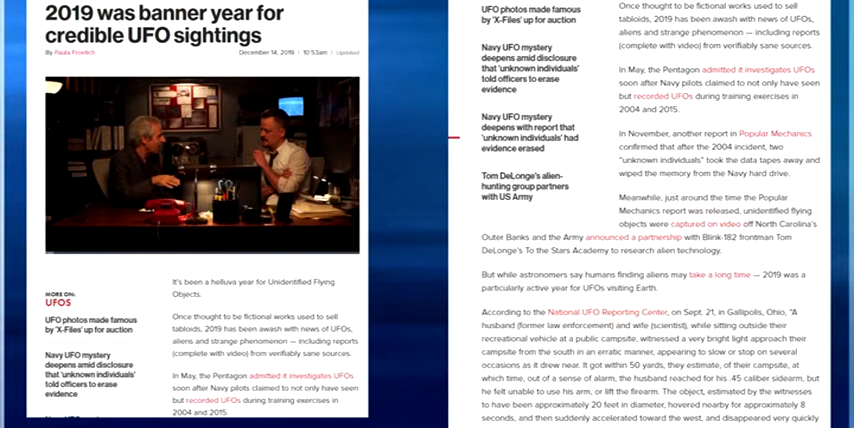 2019 was banner year for
credible UFO sightings
By Paula Froelich
December 14, 2019 | 10:53am | Updated
MORE ON:
UFOS
UFO photos made famous
by 'X-Files' up for auction
Navy UFO mystery
deepens amid disclosure
that 'unknown individuals'
told officers to erase
evidence
It's been a helluva year for Unidentified Flying
Objects.
Once thought to be fictional works used to sell
tabloids, 2019 has been awash with news of UFOs,
aliens and strange phenomenon — including reports
(complete with video) from verifiably sane sources.
In May, the Pentagon admitted it investigates UFOs
soon after Navy pilots claimed to not only have seen
but recorded UFOs during training exercises in
2004 and 2015.
UFO photos made famous
by 'X-Files' up for auction
Navy UFO mystery
deepens amid disclosure
that 'unknown individuals'
told officers to erase
evidence
Navy UFO mystery
deepens with report that
'unknown individuals' had
evidence erased
Tom DeLonge's alien-
hunting group partners
with US Army
Once thought to be fictional works used to sell
tabloids, 2019 has been awash with news of UFOs,
aliens and strange phenomenon — including reports
(complete with video) from verifiably sane sources.
In May, the Pentagon admitted it investigates UFOs
soon after Navy pilots claimed to not only have seen
but recorded UFOs during training exercises in
2004 and 2015.
In November, another report in Popular Mechanics
confirmed that after the 2004 incident, two
"unknown individuals" took the data tapes away and
wiped the memory from the Navy hard drive.
Meanwhile, just around the time the Popular
Mechanics report was released, unidentified flying
objects were captured on video off North Carolina's
Outer Banks and the Army announced a partnership with Blink-182 frontman Tom
DeLonge's To the Stars Academy to research alien technology.
But while astronomers say humans finding aliens may take a long time — 2019 was a
particularly active year for UFOs visiting Earth.
According to the National UFO Reporting Center, on Sept. 21, in Gallipolis, Ohio, "A
husband (former law enforcement) and wife (scientist), while sitting outside their
recreational vehicle at a public campsite, witnessed a very bright light approach their
campsite from the south in an erratic manner, appearing to slow or stop on several
occasions as it drew near. It got within 50 yards, they estimate, of their campsite, at
which time, out of a sense of alarm, the husband reached for his .45 caliber sidearm, but
he felt unable to use his arm, or lift the firearm. The object, estimated by the witnesses
to have been approximately 20 feet in diameter, hovered nearby for approximately 8
seconds, and then suddenly accelerated toward the west, and disappeared very quickly